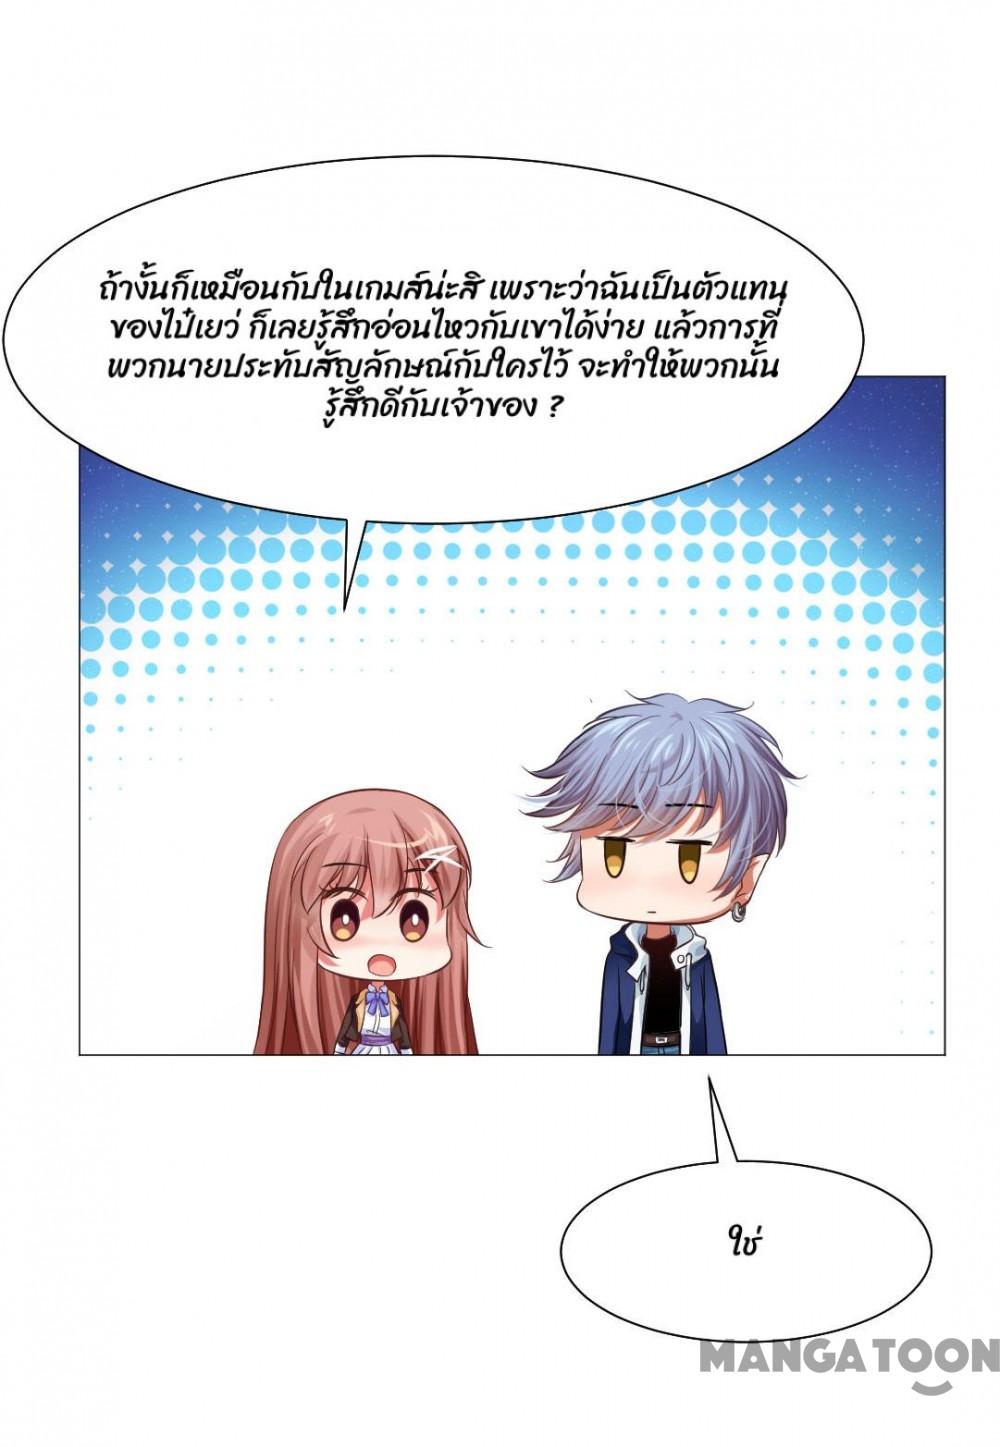 ถ้างั้นก็เหมือนกับในเกมส์น่ะสิ เพราะว่าฉันเป็นตัวแทน
ของไป๋เยว่ ก็เลยรู้สึกอ่อนไหวกับเขาได้ง่าย แล้วการที่
พวกนายประทับสัญลักษณ์กับใครไว้ จะทำให้พวกนั้น
รู้สึกดีกับเจ้าของ ?
ใช่
MANGATOON